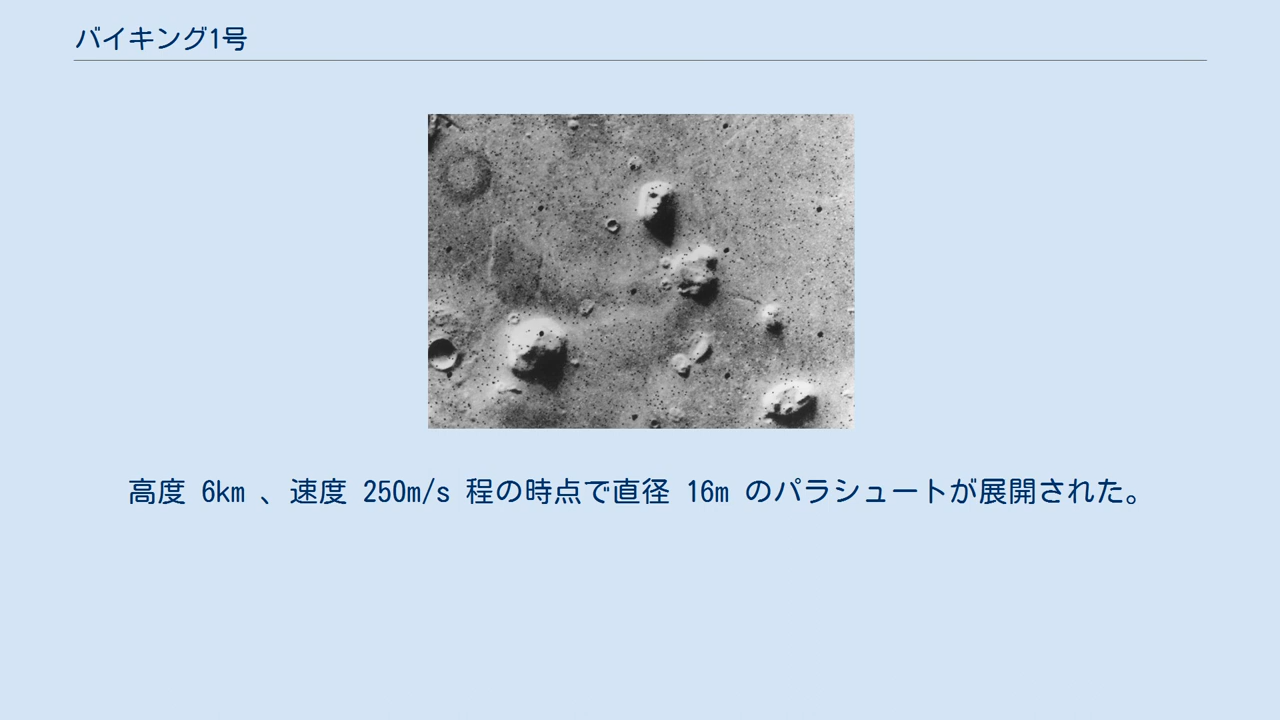 バイキング1号
高度 6km 、速度 250m/s 程の時点で直径 16m のパラシュートが展開された。